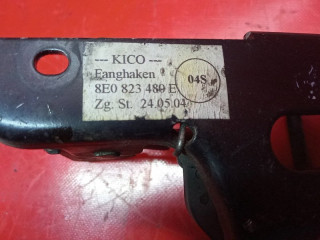 --- KICO ---
Fanghaken
04S
8E0 823 480 E
Zg. St. 24.05.04